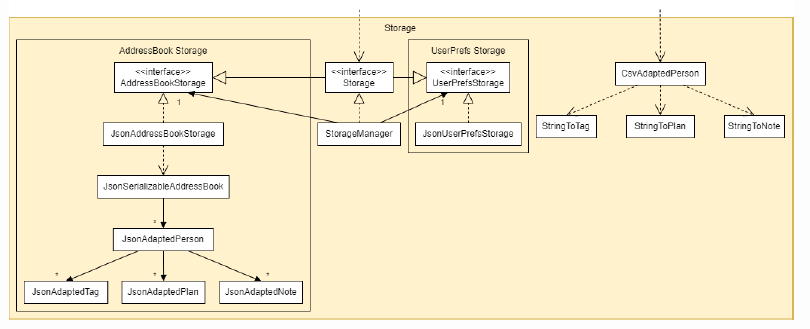 Storage
AddressBook Storage
UserPrefs Storage
<<interface>>
AddressBookStorage
<<interface>>
Storage
<<interface>>
UserPrefsStorage
CsvAdaptedPerson
1
1
JsonAddressBookStorage
StorageManager
JsonUserPrefsStorage
StringToTag
StringToPlan
StringToNote
JsonSerializableAddressBook
*
JsonAdaptedPerson
*
*
*
JsonAdaptedTag
JsonAdaptedPlan
JsonAdaptedNote